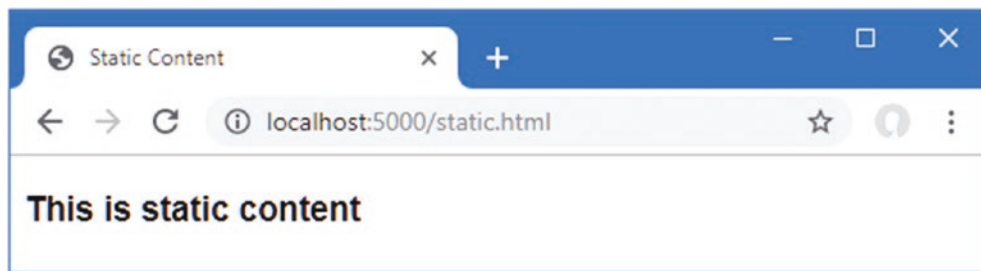 Static Content
localhost:5000/static.html
This is static content